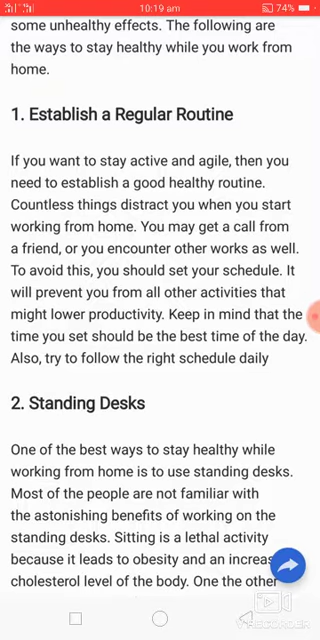 10:19 am
74%
some unhealthy effects. The following are
the ways to stay healthy while you work from
home.
1. Establish a Regular Routine
If you want to stay active and agile, then you
need to establish a good healthy routine.
Countless things distract you when you start
working from home. You may get a call from
a friend, or you encounter other works as well.
To avoid this, you should set your schedule. It
will prevent you from all other activities that
might lower productivity. Keep in mind that the
time you set should be the best time of the day.
Also, try to follow the right schedule daily
2. Standing Desks
One of the best ways to stay healthy while
working from home is to use standing desks.
Most of the people are not familiar with
the astonishing benefits of working on the
standing desks. Sitting is a lethal activity
because it leads to obesity and an increas
cholesterol level of the body. One the other
RECORDER